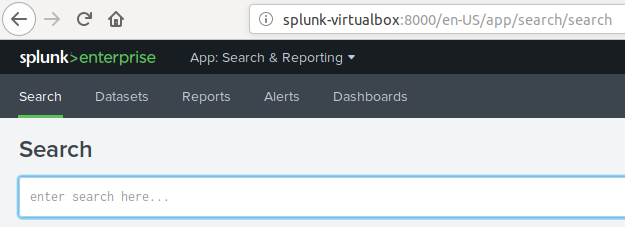 splunk-virtualbox:8000/en-US/app/search/search
splunk>enterprise App: Search & Reporting
Search Datasets Reports Alerts Dashboards
Search
enter search here...